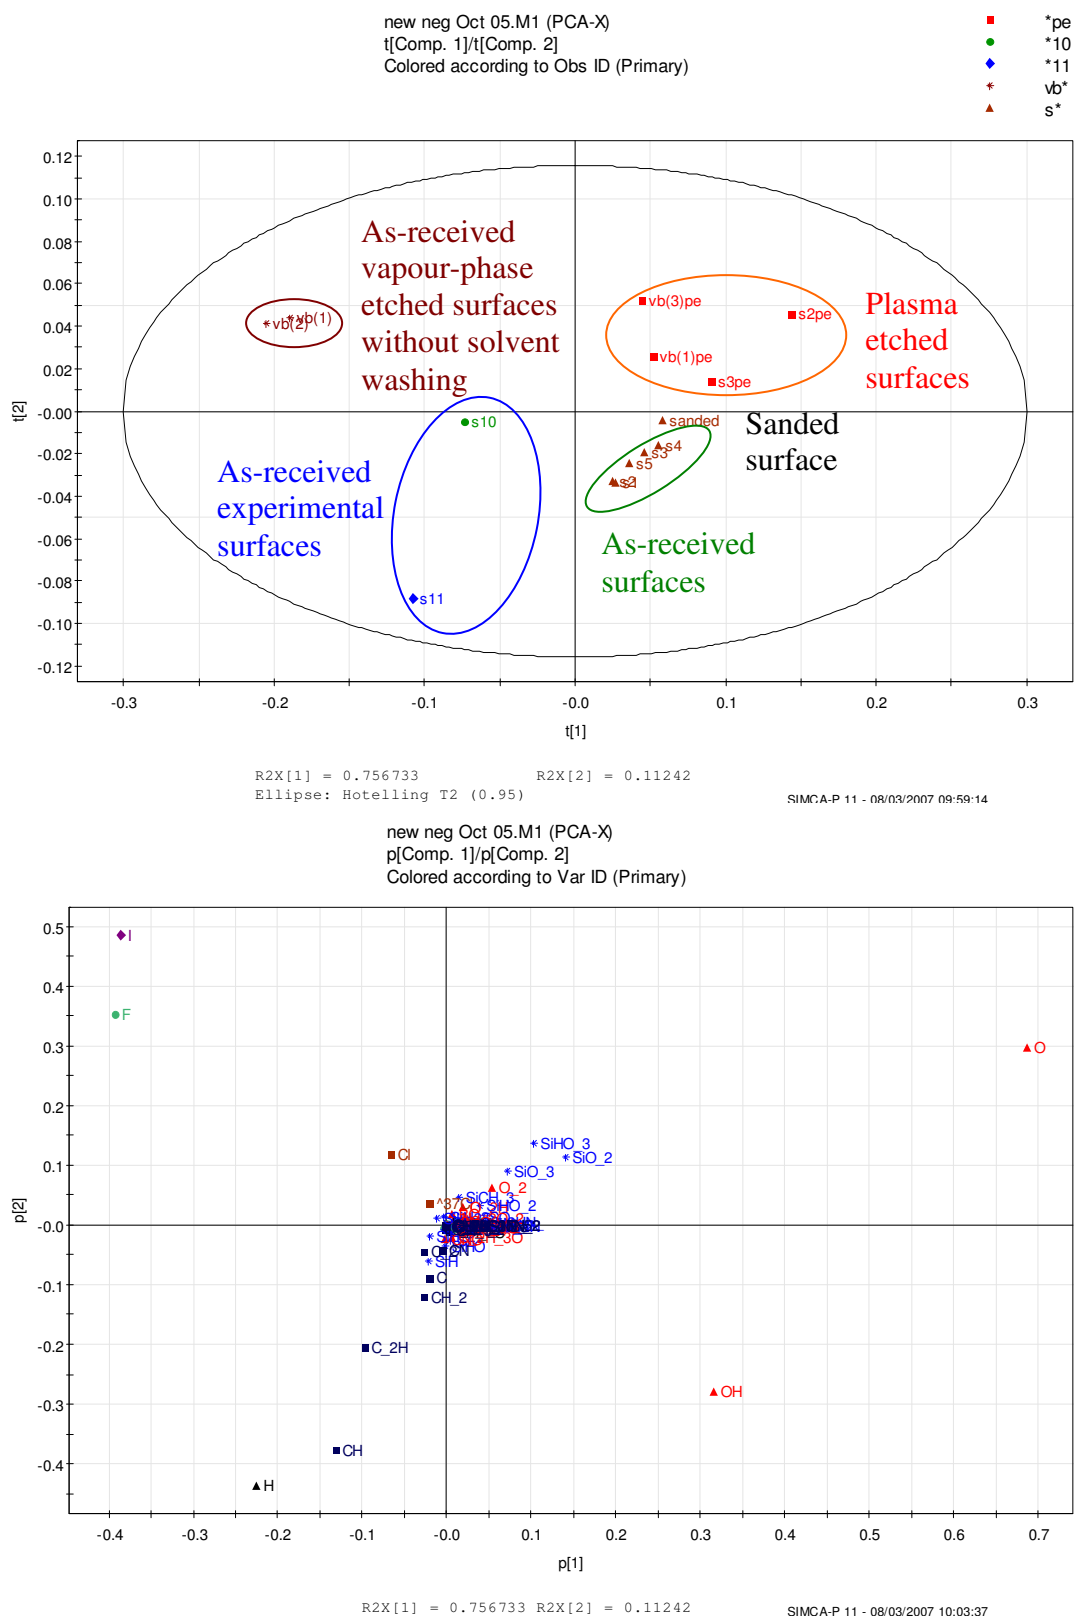 new neg Oct 05.M1 (PCA-X)
t[Comp. 1]/t[Comp. 2]
Colored according to Obs ID (Primary)
*pe
*10
*11
vb*
s*
0.12
0.10
0.08
0.06
0.04
0.02
-0.00
-0.02
-0.04
-0.06
-0.08
-0.10
-0.12
t[2]
As-received
vapour-phase
etched surfaces
without solvent
washing
vb(2)
vb(1)
vb(3)pe
s2pe
vb(1)pe
s3pe
Plasma
etched
surfaces
s10
sanded
s4
s3
s5
s2
Sanded
surface
As-received
experimental
surfaces
As-received
surfaces
s11
-0.3
-0.2
-0.1
-0.0
0.1
0.2
0.3
t[1]
R2X[1] = 0.756733
R2X[2] = 0.11242
Ellipse: Hotelling T2 (0.95)
SIMCA-P 11 - 08/03/2007 09:59:14
new neg Oct 05.M1 (PCA-X)
p[Comp. 1]/p[Comp. 2]
Colored according to Var ID (Primary)
0.5
0.4
0.3
0.2
0.1
-0.0
-0.1
-0.2
-0.3
-0.4
p[2]
I
F
O
SiHO_3
SiO_2
SiO_3
Cl
O_2
SiCH_3
^37Cl
SiHO_2
SiH
C
CH_2
C_2H
OH
CH
H
-0.4
-0.3
-0.2
-0.1
-0.0
0.1
0.2
0.3
0.4
0.5
0.6
0.7
p[1]
R2X[1] = 0.756733 R2X[2] = 0.11242
SIMCA-P 11 - 08/03/2007 10:03:37